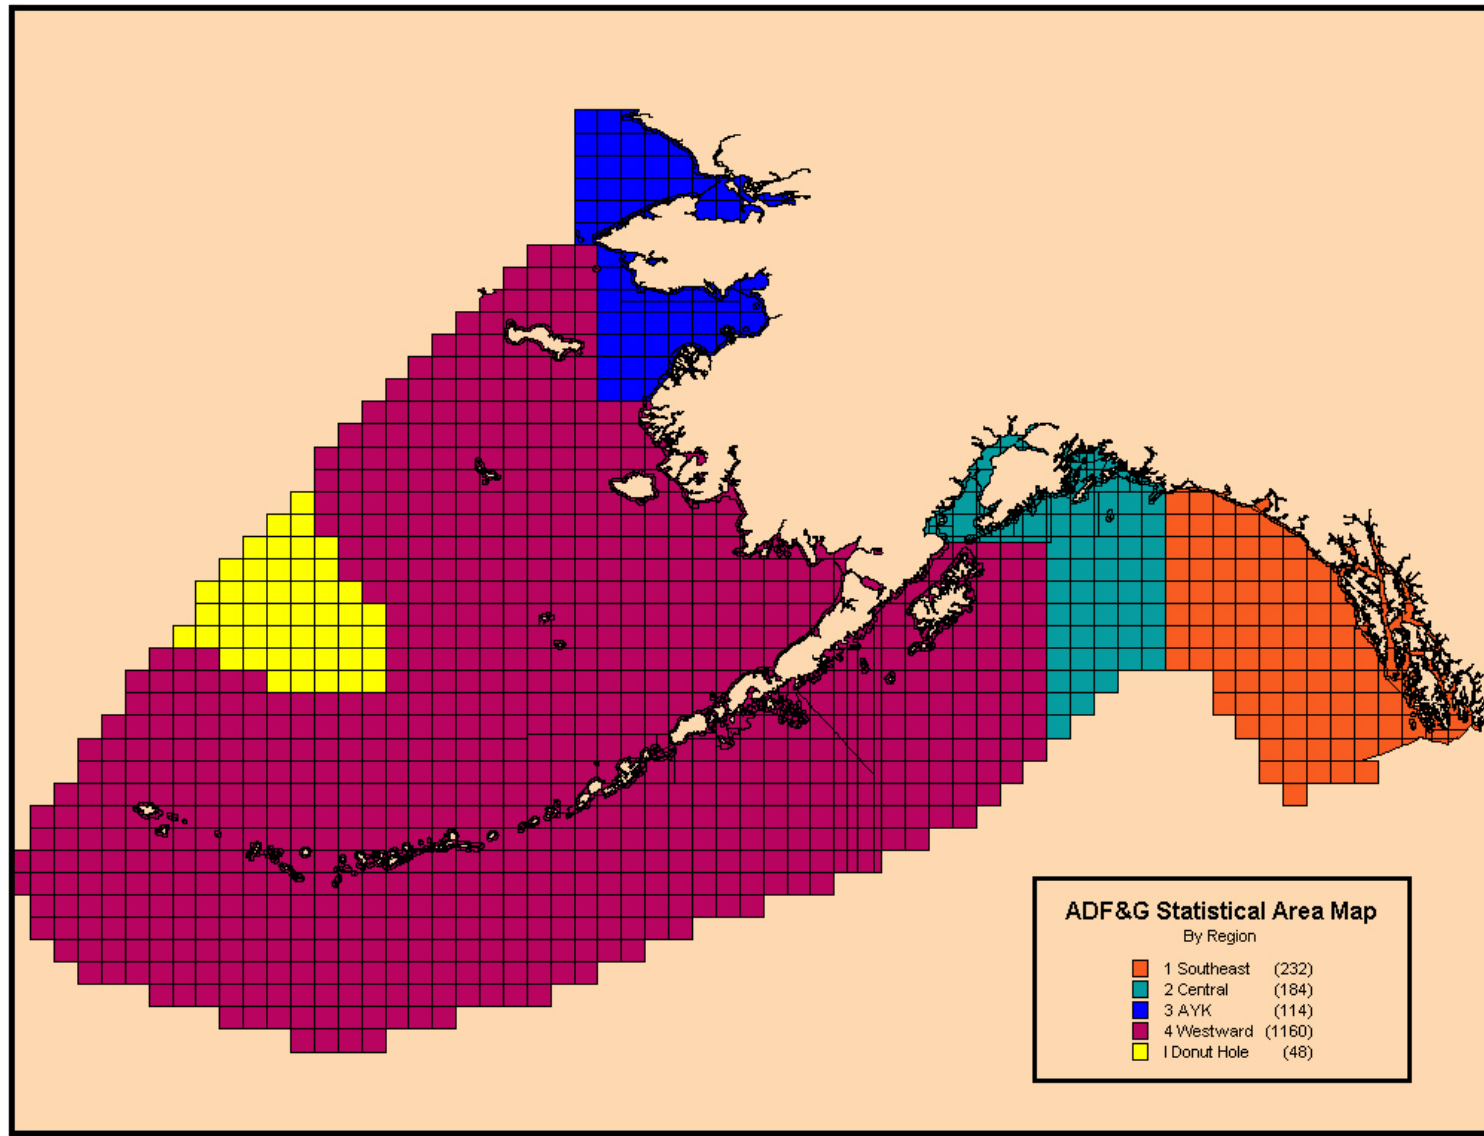 ADF&G Statistical Area Map
By Region
1 Southeast (232)
2 Central (184)
3 AYK (114)
4 Westward (1160)
I Donut Hole (48)